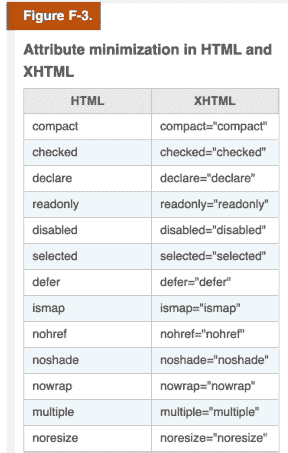 Figure F-3.
Attribute minimization in HTML and
XHTML
HTML XHTML
compact compact="compact"
checked checked="checked"
declare declare="declare"
readonly readonly="readonly"
disabled disabled="disabled"
selected selected="selected"
defer defer="defer"
ismap ismap="ismap"
nohref nohref="nohref"
noshade noshade="noshade"
nowrap nowrap="nowrap"
multiple multiple="multiple"
noresize noresize="noresize"